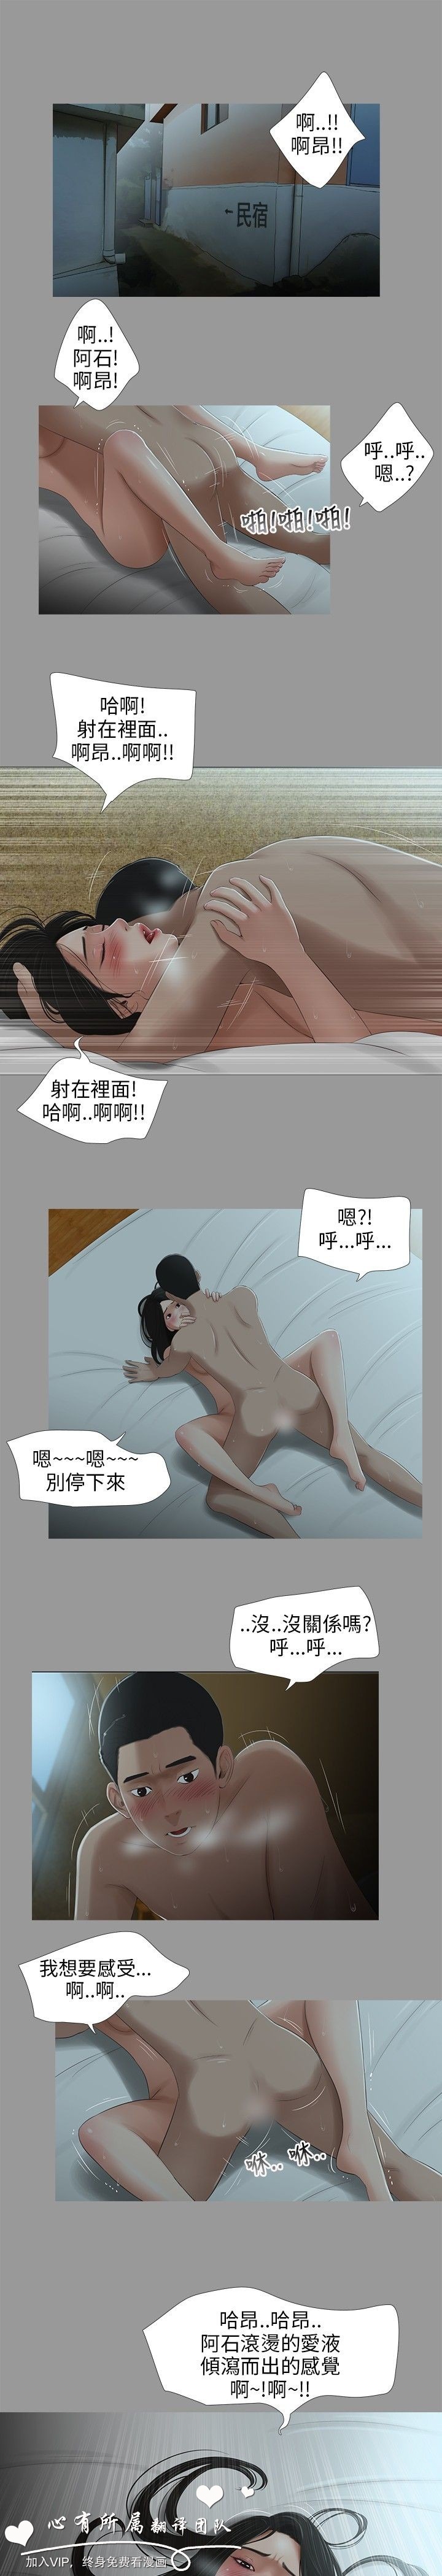 啊..!!
啊昂!!
←民宿
啊..!
阿石!
啊昂!
呼..呼..
嗯..?
啪!啪!啪!
哈啊!
射在裡面..
啊昂..啊啊!!
射在裡面!
哈啊..啊啊!!
嗯?!
呼...呼...
嗯~~~嗯~~~
別停下來
..沒..沒關係嗎?
呼...呼...
我想要感受...
啊..啊..
咻.. 咻..
哈昂..哈昂..
阿石滾燙的愛液
傾瀉而出的感覺
啊~!啊~!!
心有所属翻译团队
加入VIP，终身免费看漫画